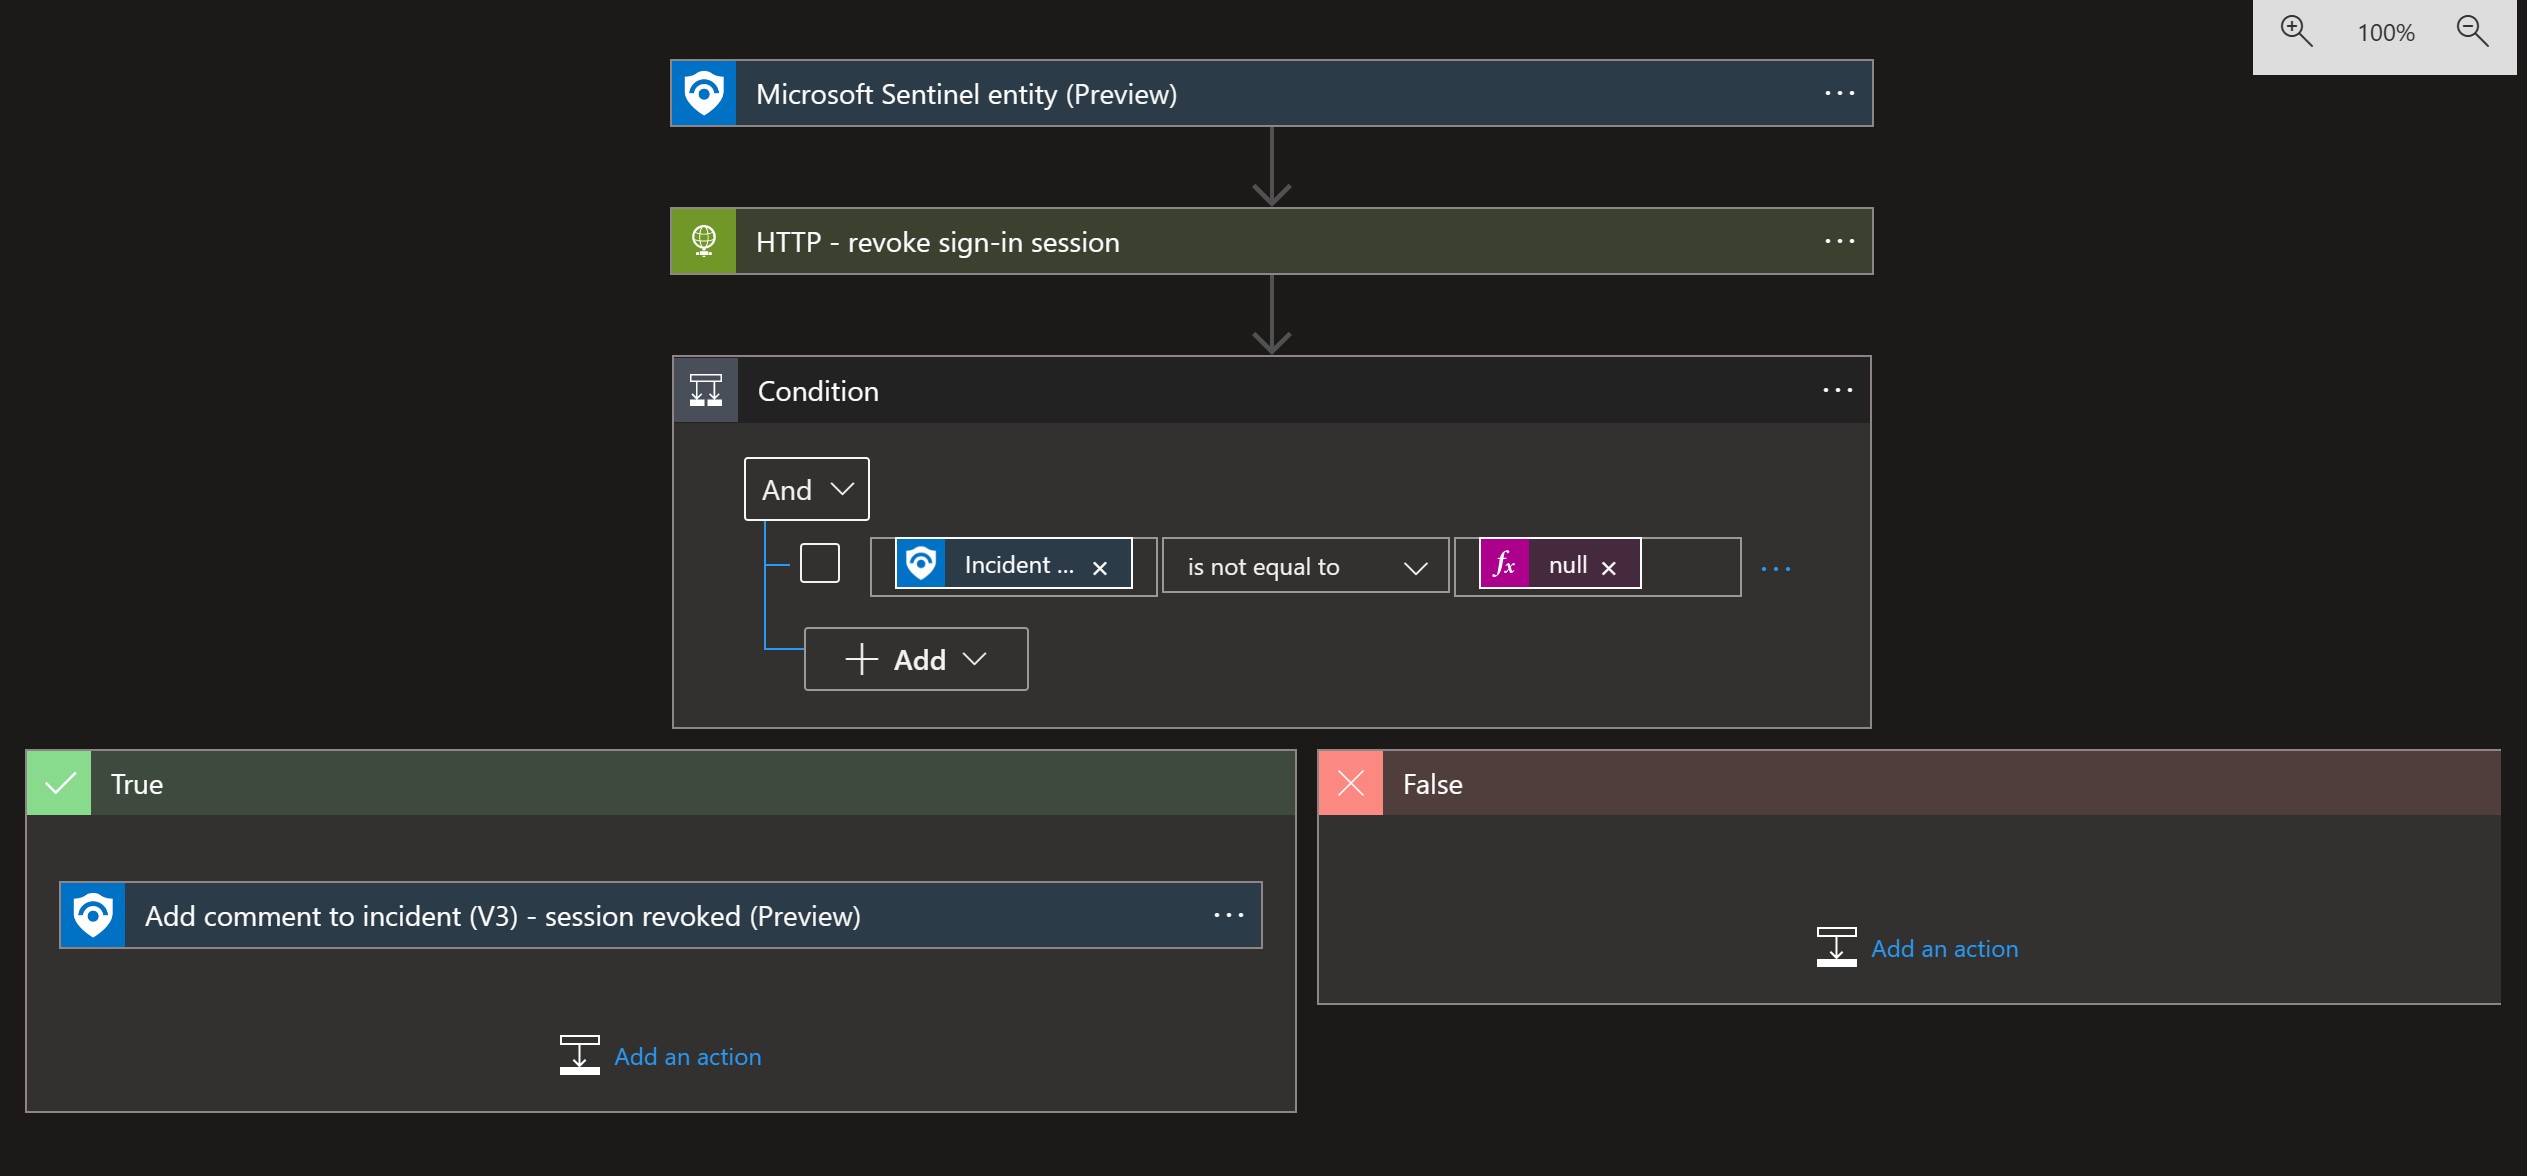 100%
Microsoft Sentinel entity (Preview)
HTTP - revoke sign-in session
Condition
And
Incident ... is not equal to fx null
Add
True
False
Add comment to incident (V3) - session revoked (Preview)
Add an action
Add an action